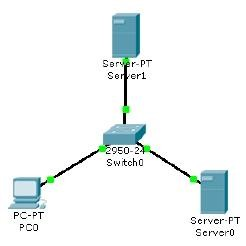 Server-PT
Server1
2950-24
Switch0
PC-PT
PC0
Server-PT
Server0